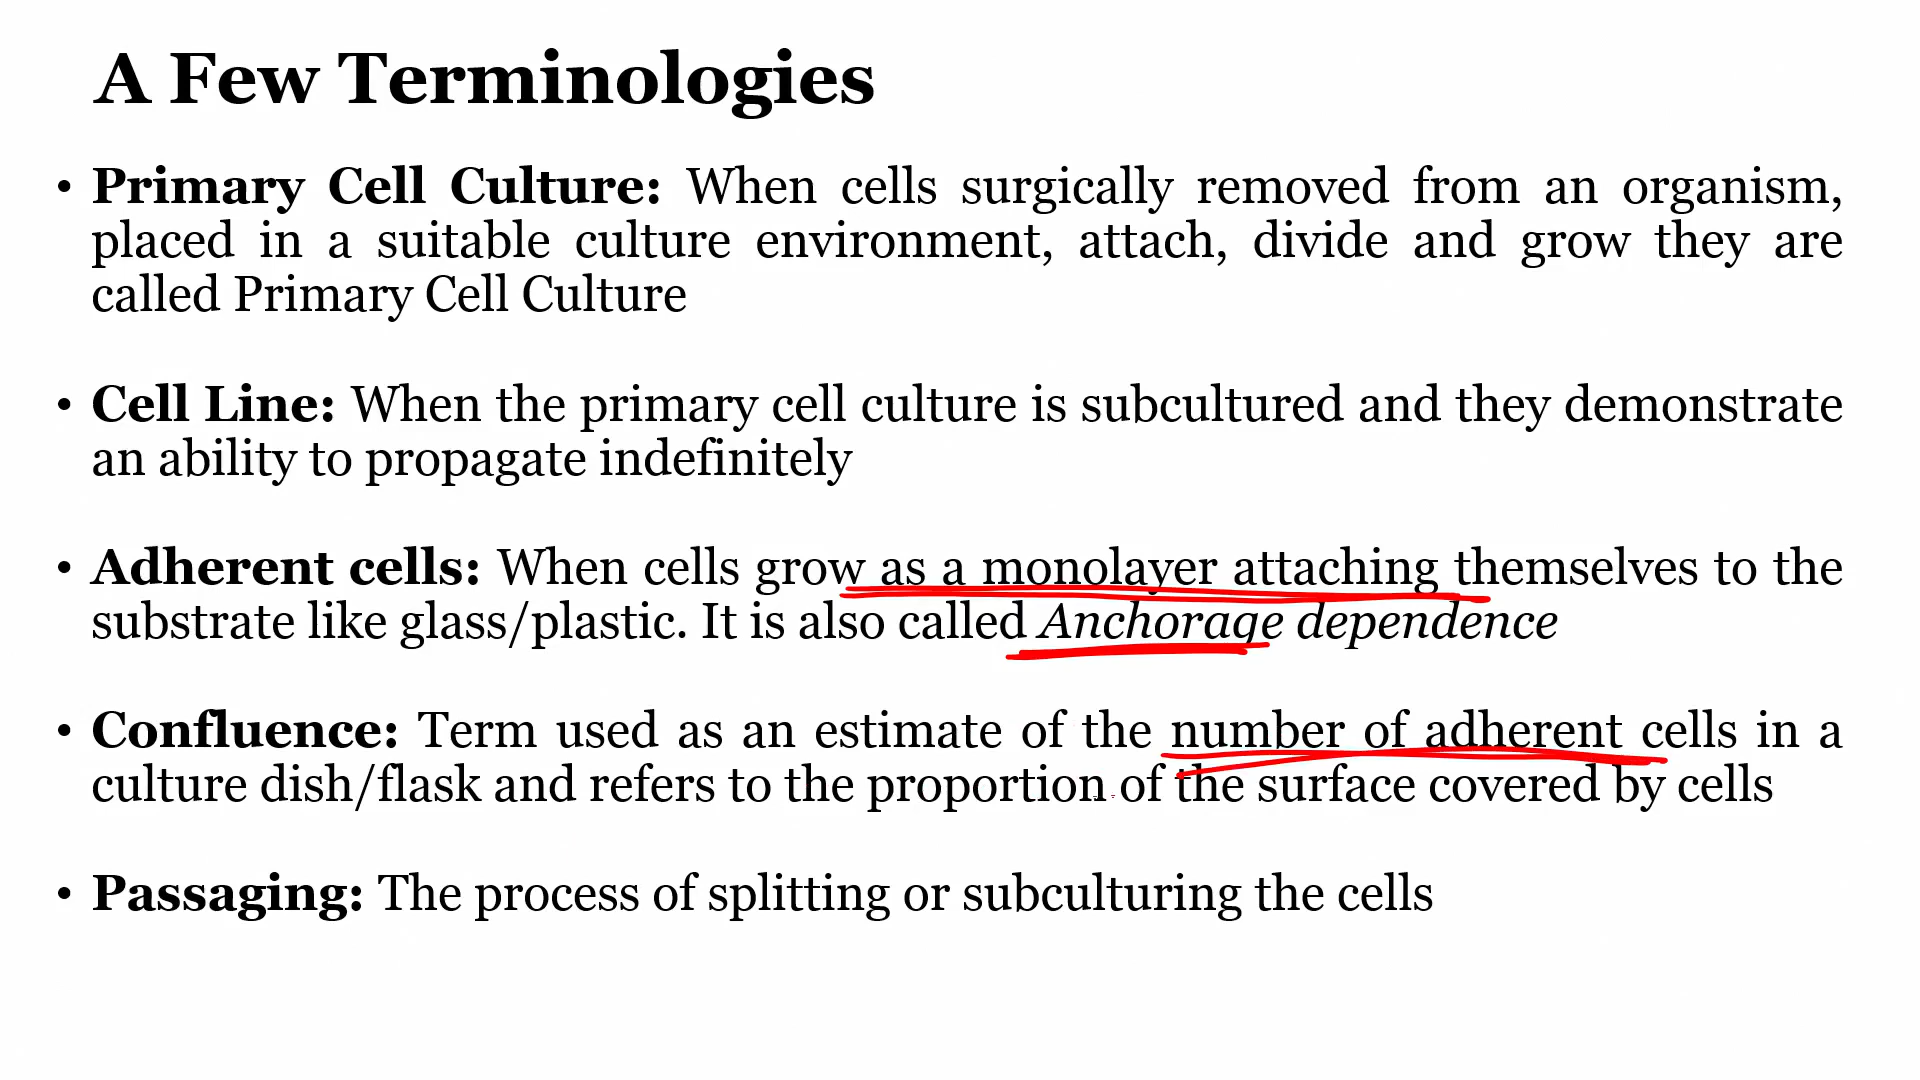 A Few Terminologies
• Primary Cell Culture: When cells surgically removed from an organism,
placed in a suitable culture environment, attach, divide and grow they are
called Primary Cell Culture
• Cell Line: When the primary cell culture is subcultured and they demonstrate
an ability to propagate indefinitely
• Adherent cells: When cells grow as a monolayer attaching themselves to the
substrate like glass/plastic. It is also called Anchorage dependence
• Confluence: Term used as an estimate of the number of adherent cells in a
culture dish/flask and refers to the proportion of the surface covered by cells
• Passaging: The process of splitting or subculturing the cells